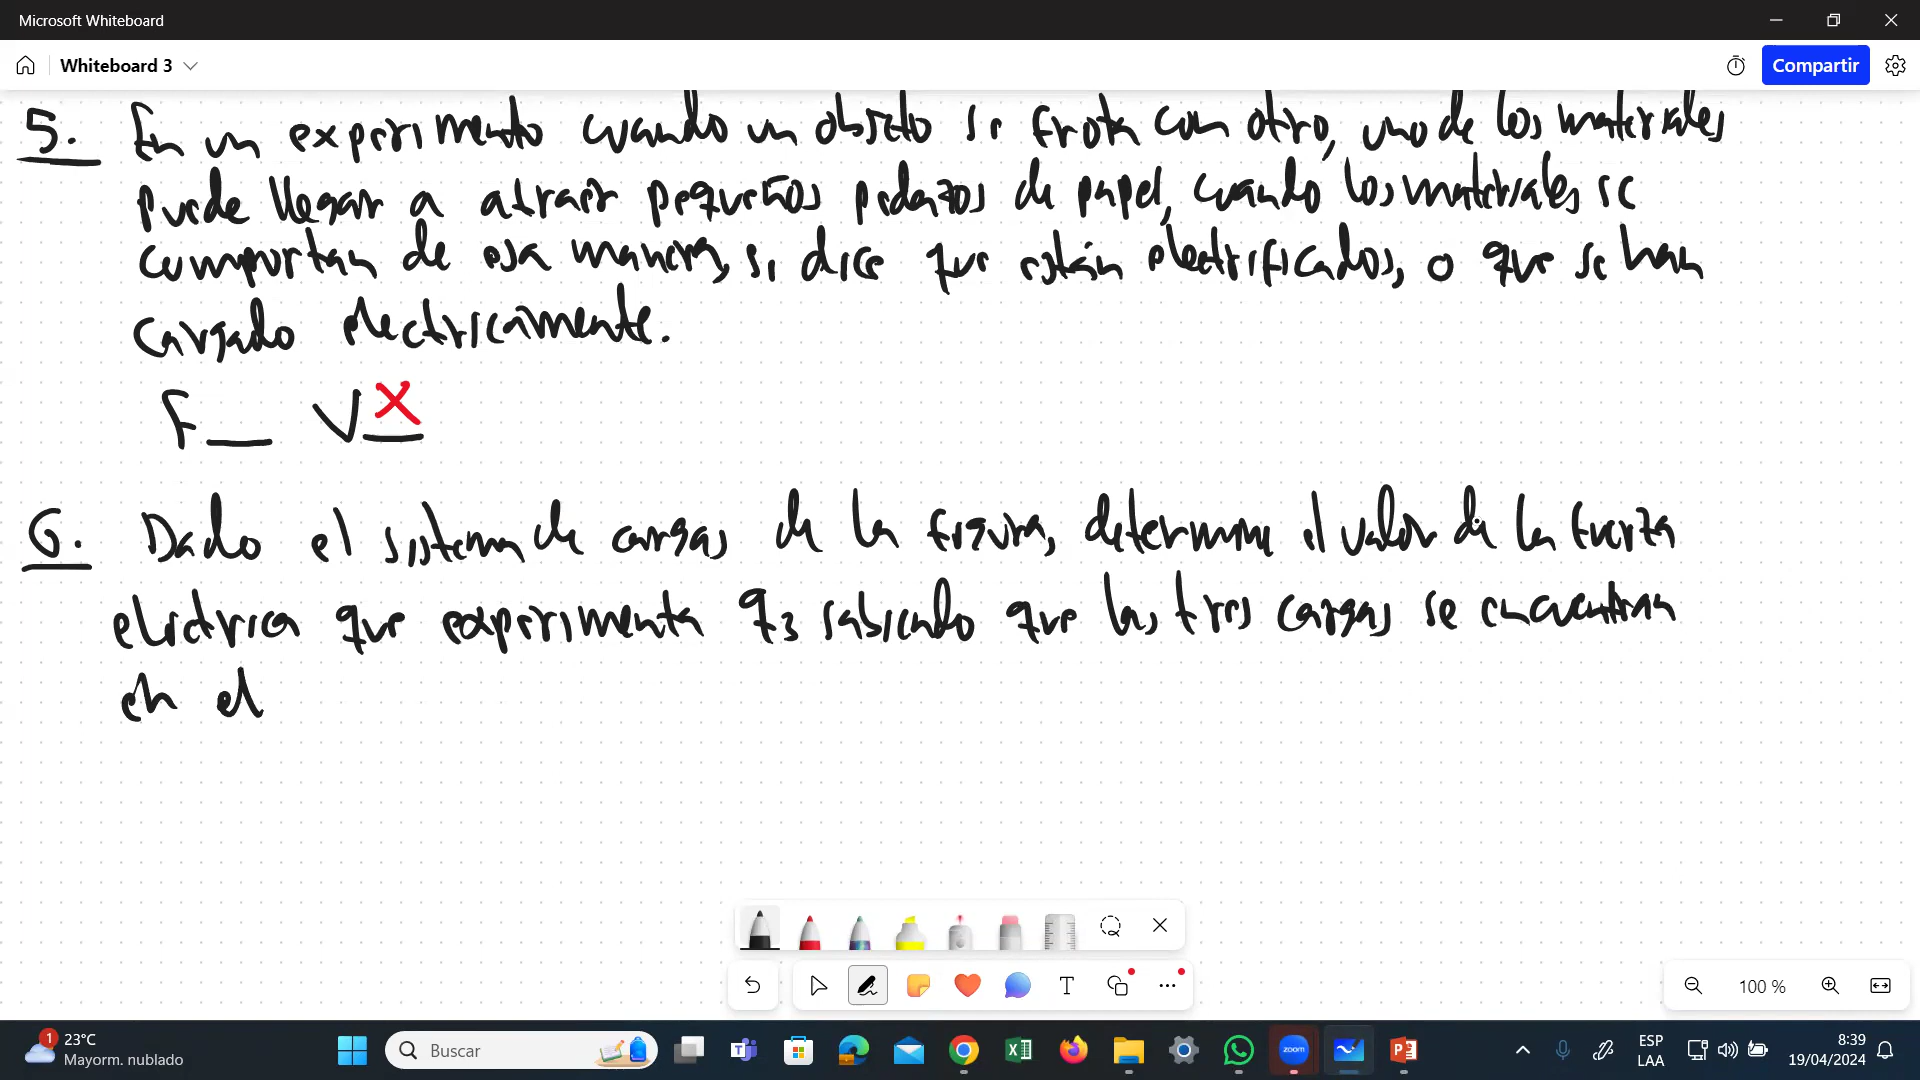 Microsoft Whiteboard
Whiteboard 3
Compartir
5. En un experimento cuando un objeto se frota con otro, uno de los materiales
puede llegar a atraer pequeños pedazos de papel, cuando los materiales se
comportan de esa manera, se dice que están electrificados, o que se han
cargado electricamente.
F__ V X
6. Dado el sistema de cargas de la figura, determine el valor de la fuerza
eléctrica que experimenta q3 sabiendo que las tres cargas se encuentran
en el
100 %
1
23°C
Mayorm. nublado
Buscar
zoom
ESP
LAA
8:39
19/04/2024